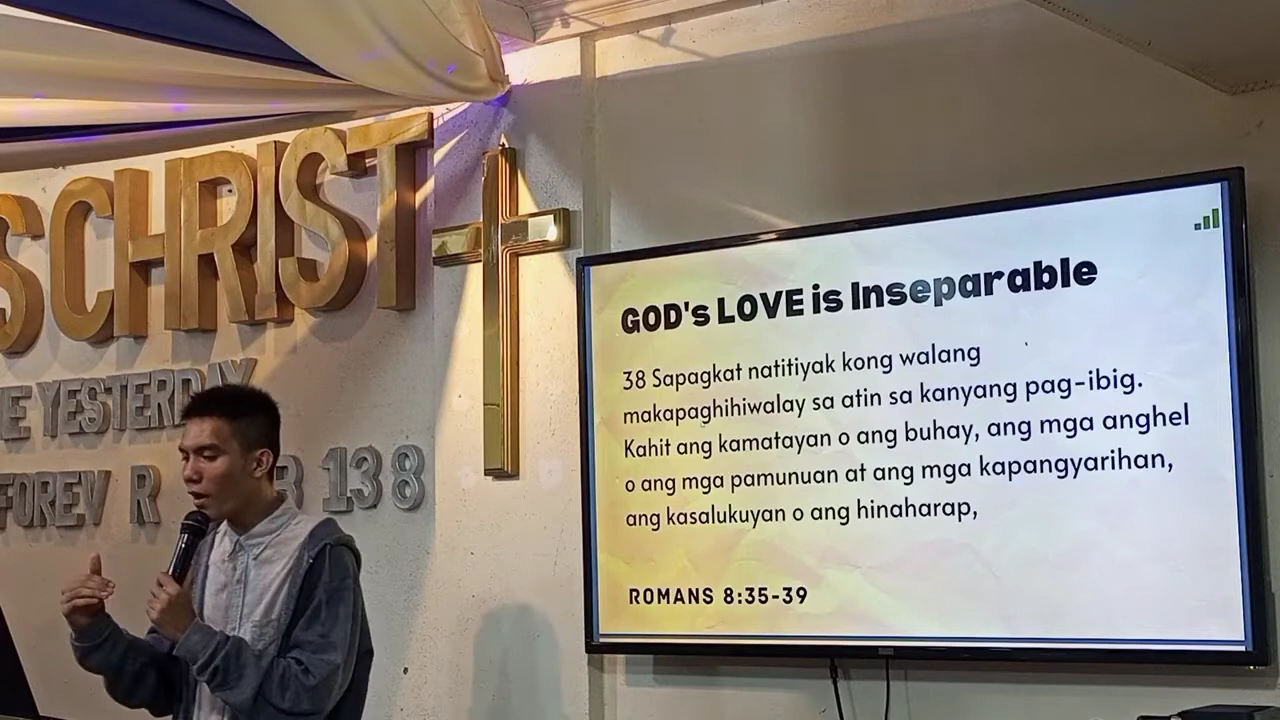 S CHRIST
E YESTERDAY
FOREV R
B 13 8
GOD's LOVE is Inseparable
38 Sapagkat natitiyak kong walang
makapaghihiwalay sa atin sa kanyang pag-ibig.
Kahit ang kamatayan o ang buhay, ang mga anghel
o ang mga pamunuan at ang mga kapangyarihan,
ang kasalukuyan o ang hinaharap,
ROMANS 8:35-39